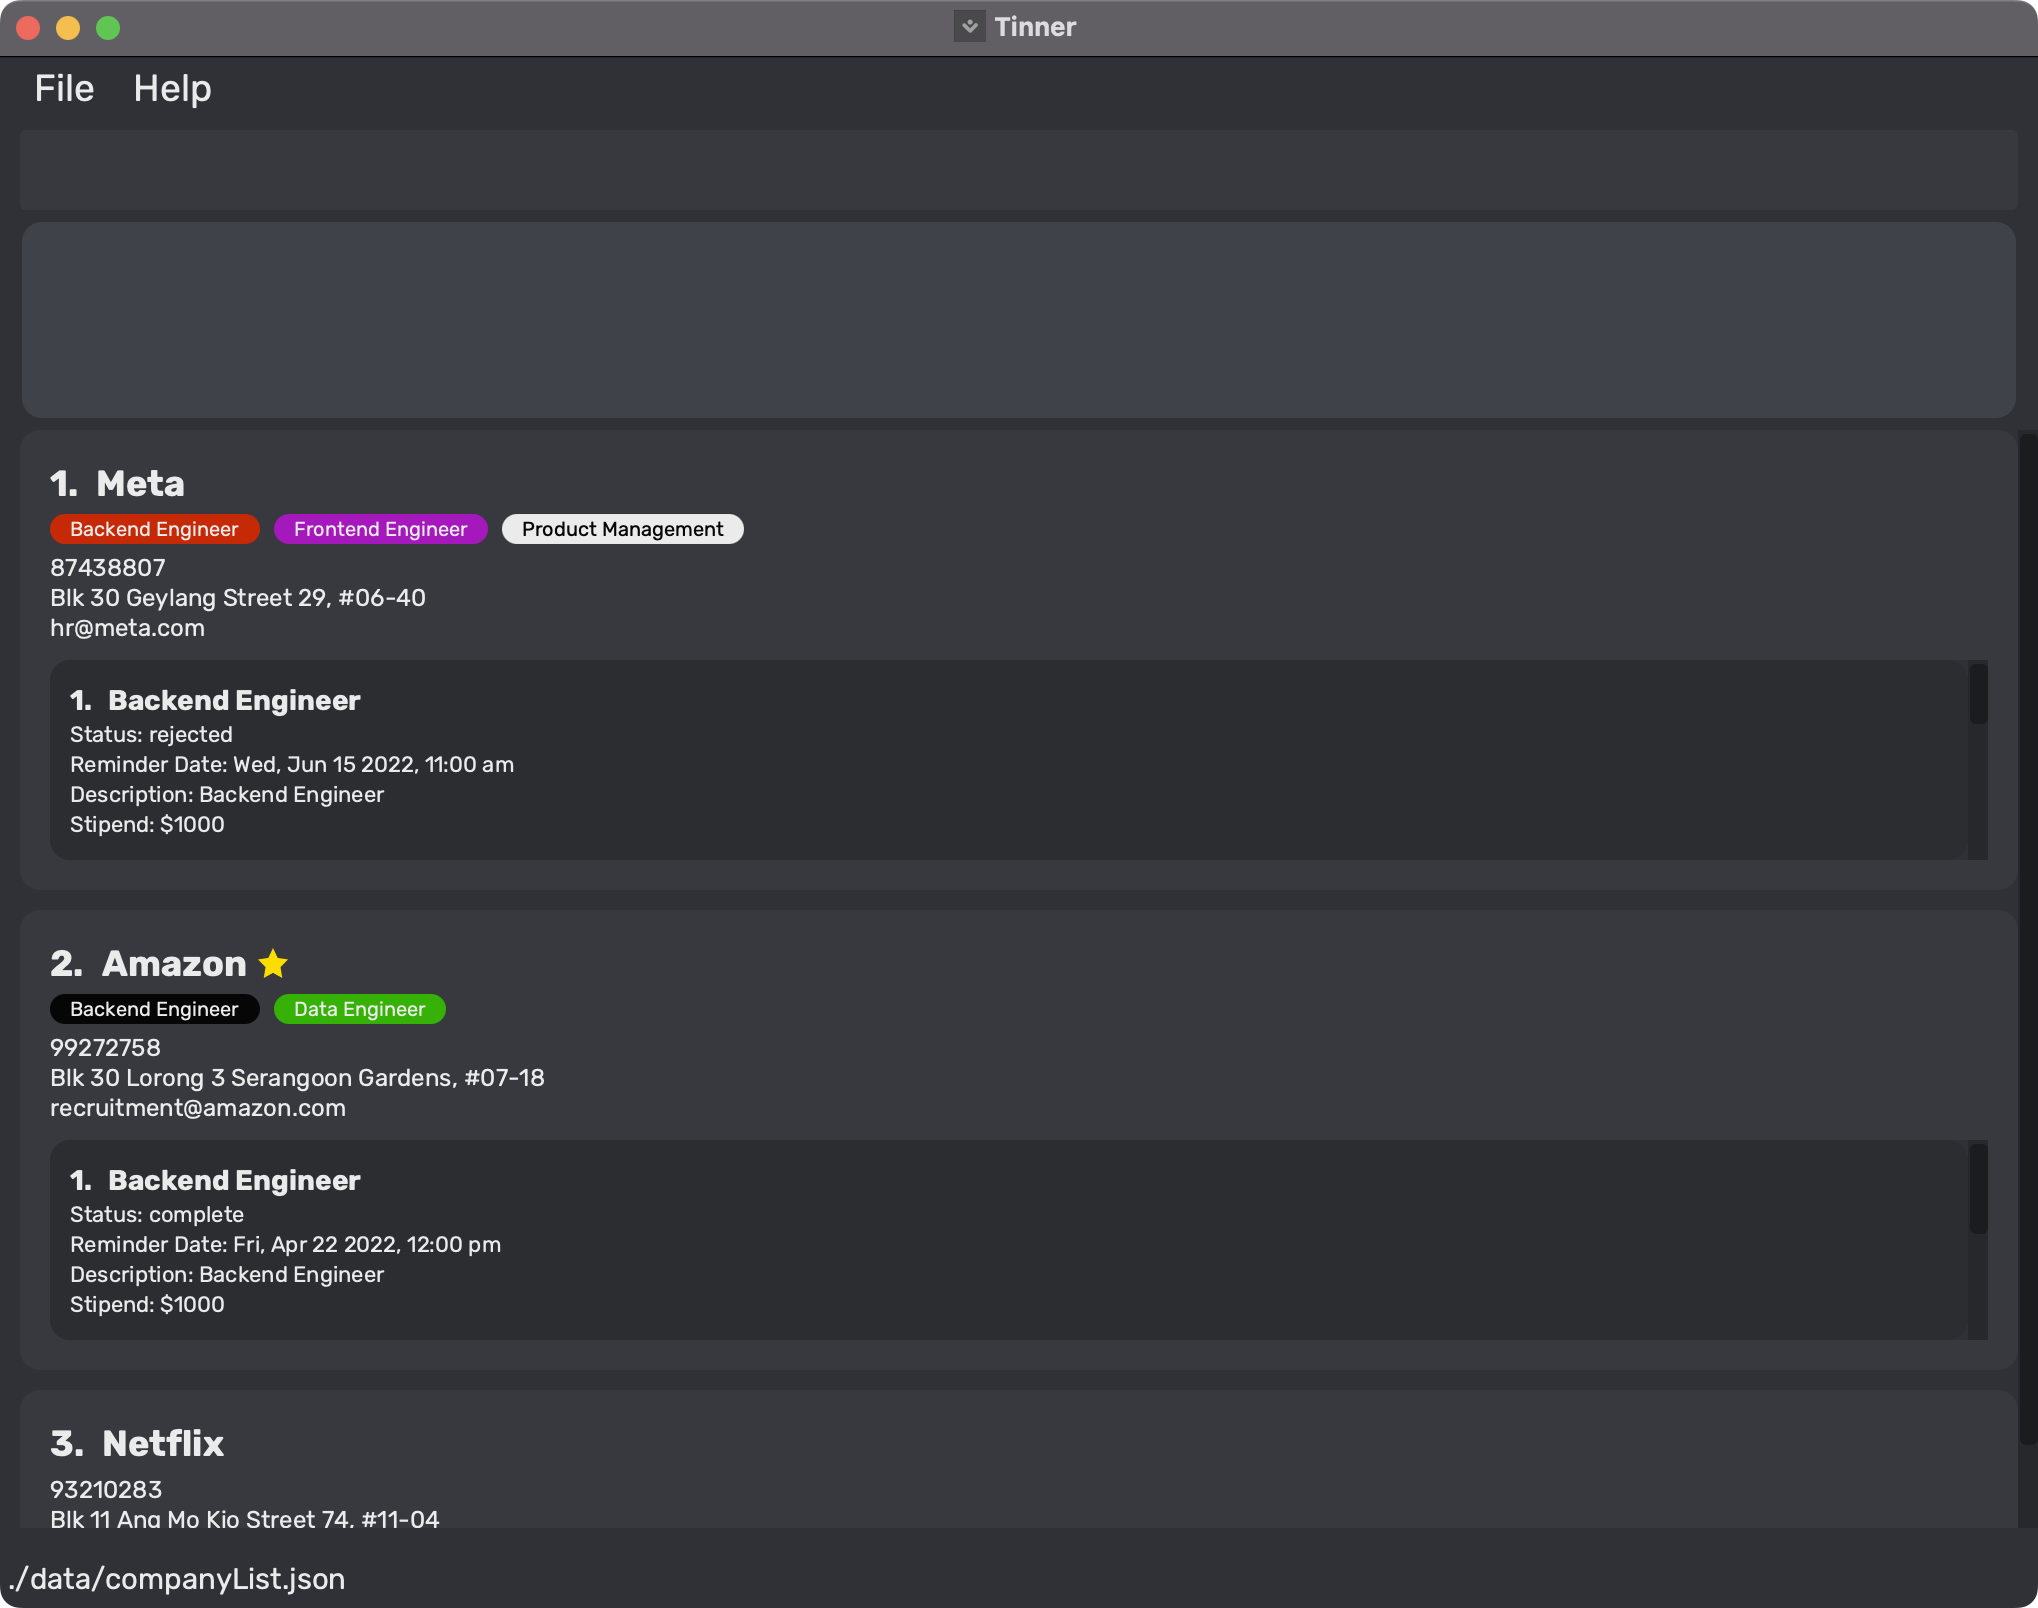 Tinner
File Help
1. Meta
Backend Engineer Frontend Engineer Product Management
87438807
Blk 30 Geylang Street 29, #06-40
hr@meta.com
1. Backend Engineer
Status: rejected
Reminder Date: Wed, Jun 15 2022, 11:00 am
Description: Backend Engineer
Stipend: $1000
2. Amazon
Backend Engineer Data Engineer
99272758
Blk 30 Lorong 3 Serangoon Gardens, #07-18
recruitment@amazon.com
1. Backend Engineer
Status: complete
Reminder Date: Fri, Apr 22 2022, 12:00 pm
Description: Backend Engineer
Stipend: $1000
3. Netflix
93210283
Blk 11 Ang Mo Kio Street 74, #11-04
./data/companyList.json